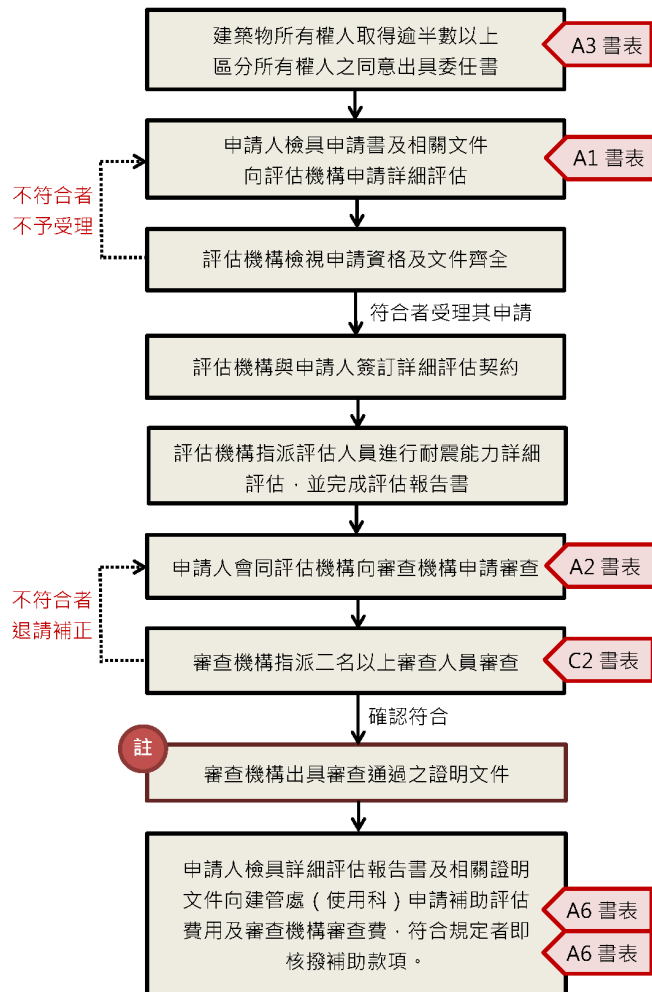 建築物所有權人取得逾半數以上
區分所有權人之同意出具委任書
A3 書表
申請人檢具申請書及相關文件
向評估機構申請詳細評估
A1 書表
不符合者
不予受理
評估機構檢視申請資格及文件齊全
符合者受理其申請
評估機構與申請人簽訂詳細評估契約
評估機構指派評估人員進行耐震能力詳細
評估，並完成評估報告書
申請人會同評估機構向審查機構申請審查
A2 書表
不符合者
退請補正
審查機構指派二名以上審查人員審查
C2 書表
確認符合
註
審查機構出具審查通過之證明文件
申請人檢具詳細評估報告書及相關證明
文件向建管處（使用科）申請補助評估
費用及審查機構審查費，符合規定者即
核撥補助款項。
A6 書表
A6 書表